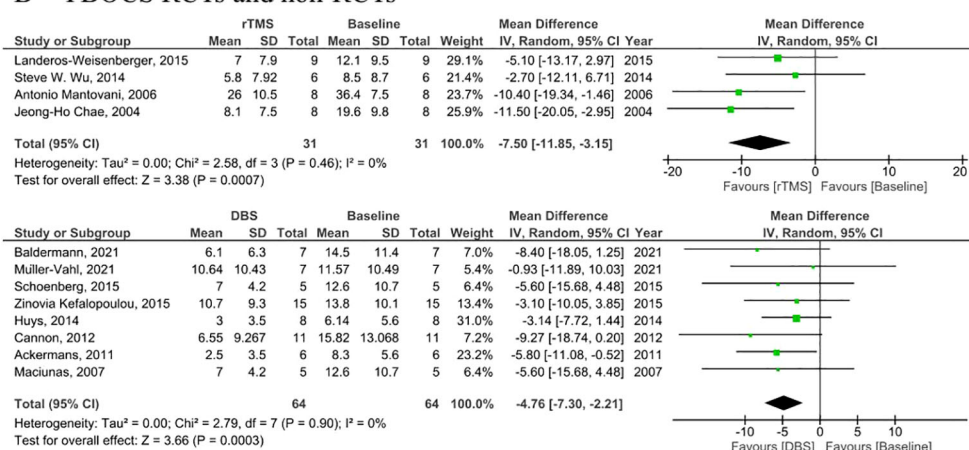 B YBOCS RCTs and non-RCTs
rTMS Baseline Mean Difference Mean Difference
Study or Subgroup Mean SD Total Mean SD Total Weight IV, Random, 95% CI Year IV, Random, 95% CI
Landeros-Weisenberger, 2015 7 7.9 9 12.1 9.5 9 29.1% -5.10 [-13.17, 2.97] 2015
Steve W. Wu, 2014 5.8 7.92 6 8.5 8.7 6 21.4% -2.70 [-12.11, 6.71] 2014
Antonio Mantovani, 2006 26 10.5 8 36.4 7.5 8 23.7% -10.40 [-19.34, -1.46] 2006
Jeong-Ho Chae, 2004 8.1 7.5 8 19.6 9.8 8 25.9% -11.50 [-20.05, -2.95] 2004
Total (95% CI) 31 31 100.0% -7.50 [-11.85, -3.15]
Heterogeneity: Tau² = 0.00; Chi² = 2.58, df = 3 (P = 0.46); I² = 0%
Test for overall effect: Z = 3.38 (P = 0.0007)
-20 -10 0 10 20
Favours [rTMS] Favours [Baseline]
DBS Baseline Mean Difference Mean Difference
Study or Subgroup Mean SD Total Mean SD Total Weight IV, Random, 95% CI Year IV, Random, 95% CI
Baldermann, 2021 6.1 6.3 7 14.5 11.4 7 7.0% -8.40 [-18.05, 1.25] 2021
Müller-Vahl, 2021 10.64 10.43 7 11.57 10.49 7 5.4% -0.93 [-11.89, 10.03] 2021
Schoenberg, 2015 7 4.2 5 12.6 10.7 5 6.4% -5.60 [-15.68, 4.48] 2015
Zinovia Kefalopoulou, 2015 10.7 9.3 15 13.8 10.1 15 13.4% -3.10 [-10.05, 3.85] 2015
Huys, 2014 3 3.5 8 6.14 5.6 8 31.0% -3.14 [-7.72, 1.44] 2014
Cannon, 2012 6.55 9.267 11 15.82 13.068 11 7.2% -9.27 [-18.74, 0.20] 2012
Ackermans, 2011 2.5 3.5 6 8.3 5.6 6 23.2% -5.80 [-11.08, -0.52] 2011
Maciunas, 2007 7 4.2 5 12.6 10.7 5 6.4% -5.60 [-15.68, 4.48] 2007
Total (95% CI) 64 64 100.0% -4.76 [-7.30, -2.21]
Heterogeneity: Tau² = 0.00; Chi² = 2.79, df = 7 (P = 0.90); I² = 0%
Test for overall effect: Z = 3.66 (P = 0.0003)
-10 -5 0 5 10
Favours [DBS] Favours [Baseline]